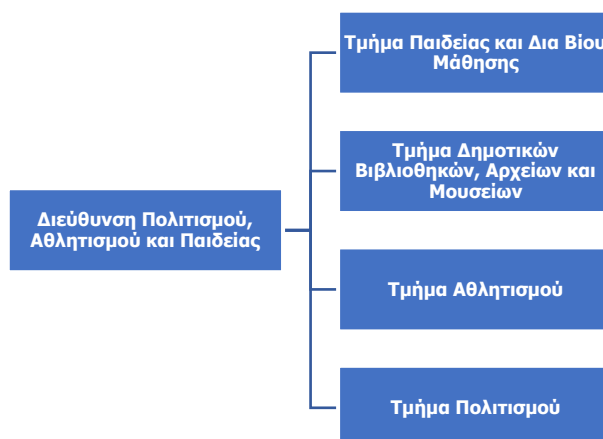 Τμήμα Παιδείας και Δια Βίου
Μάθησης
Τμήμα Δημοτικών
Βιβλιοθηκών, Αρχείων και
Μουσείων
Διεύθυνση Πολιτισμού,
Αθλητισμού και Παιδείας
Τμήμα Αθλητισμού
Τμήμα Πολιτισμού